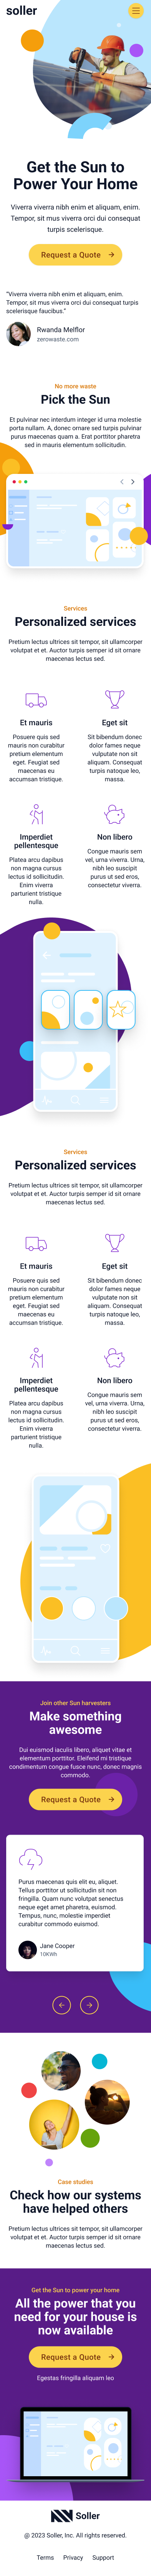 soller
Get the Sun to
Power Your Home
Viverra viverra nibh enim et aliquam, enim.
Tempor, sit mus viverra orci dui consequat
turpis scelerisque.
Request a Quote
“Viverra viverra nibh enim et aliquam, enim.
Tempor, sit mus viverra orci dui consequat turpis
scelerisque faucibus.”
Rwanda Melflor
zerowaste.com
No more waste
Pick the Sun
Et pulvinar nec interdum integer id urna molestie
porta nullam. A, donec ornare sed turpis pulvinar
purus maecenas quam a. Erat porttitor pharetra
sed in mauris elementum sollicitudin.
Services
Personalized services
Pretium lectus ultrices sit tempor, sit ullamcorper
volutpat et et. Auctor turpis semper id sit ornare
maecenas lectus sed.
Et mauris
Posuere quis sed
mauris non curabitur
pretium elementum
eget. Feugiat sed
maecenas eu
accumsan tristique.
Eget sit
Sit bibendum donec
dolor fames neque
vulputate non sit
aliquam. Consequat
turpis natoque leo,
massa.
Imperdiet
pellentesque
Platea arcu dapibus
non magna cursus
lectus id sollicitudin.
Enim viverra
parturient tristique
nulla.
Non libero
Congue mauris sem
vel, urna viverra. Urna,
nibh leo suscipit
purus ut sed eros,
consectetur viverra.
Services
Personalized services
Pretium lectus ultrices sit tempor, sit ullamcorper
volutpat et et. Auctor turpis semper id sit ornare
maecenas lectus sed.
Et mauris
Posuere quis sed
mauris non curabitur
pretium elementum
eget. Feugiat sed
maecenas eu
accumsan tristique.
Eget sit
Sit bibendum donec
dolor fames neque
vulputate non sit
aliquam. Consequat
turpis natoque leo,
massa.
Imperdiet
pellentesque
Platea arcu dapibus
non magna cursus
lectus id sollicitudin.
Enim viverra
parturient tristique
nulla.
Non libero
Congue mauris sem
vel, urna viverra. Urna,
nibh leo suscipit
purus ut sed eros,
consectetur viverra.
Join other Sun harvesters
Make something
awesome
Dui euismod iaculis libero, aliquet vitae et
elementum porttitor. Eleifend mi tristique
condimentum congue fusce nunc, donec magnis
commodo.
Request a Quote
Purus maecenas quis elit eu, aliquet.
Tellus porttitor ut sollicitudin sit non
fringilla. Quam nunc volutpat senectus
neque eget amet pharetra, euismod.
Tempus, nunc, molestie imperdiet
curabitur commodo euismod.
Jane Cooper
10KWh
Case studies
Check how our systems
have helped others
Pretium lectus ultrices sit tempor, sit ullamcorper
volutpat et et. Auctor turpis semper id sit ornare
maecenas lectus sed.
Get the Sun to power your home
All the power that you
need for your house is
now available
Request a Quote
Egestas fringilla aliquam leo
Soller
@ 2023 Soller, Inc. All rights reserved.
Terms Privacy Support